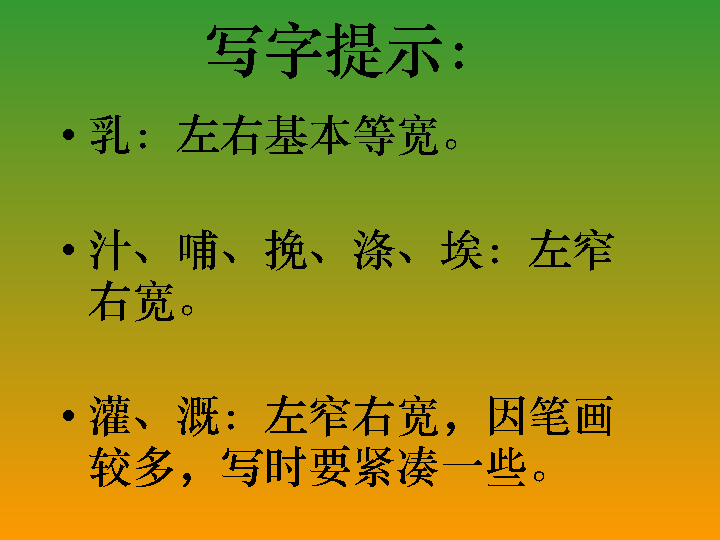 写字提示：
•乳：左右基本等宽。
•汁、哺、挽、涤、埃：左窄
右宽。
•灌、溉：左窄右宽，因笔画
较多，写时要紧凑一些。